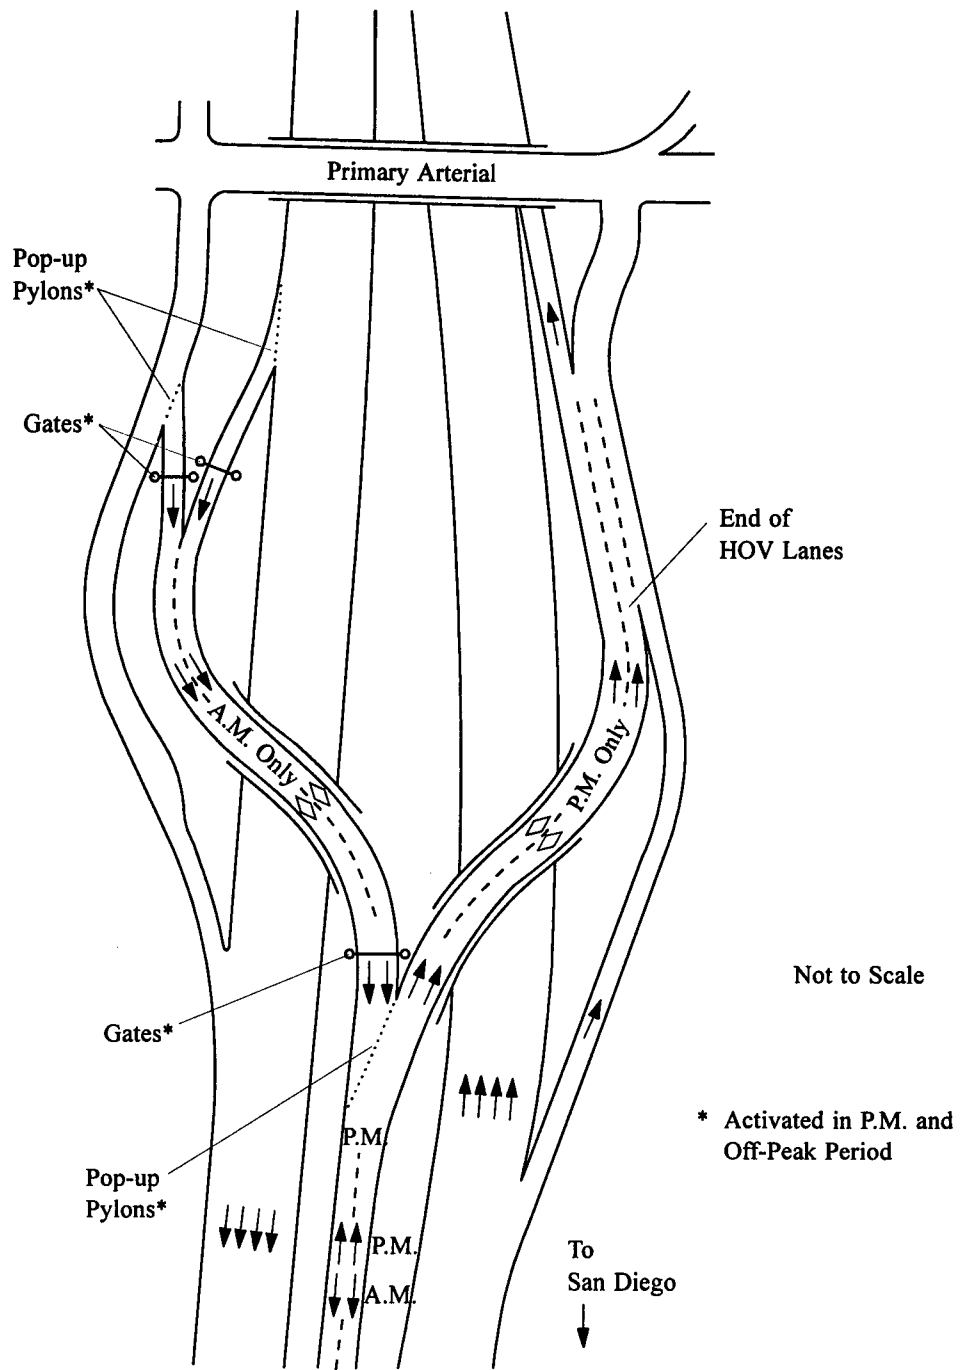 Primary Arterial
Pop-up
Pylons*
Gates*
End of
HOV Lanes
A.M. Only
P.M. Only
Not to Scale
Gates*
* Activated in P.M. and
Off-Peak Period
P.M.
Pop-up
Pylons*
P.M.
A.M.
To
San Diego